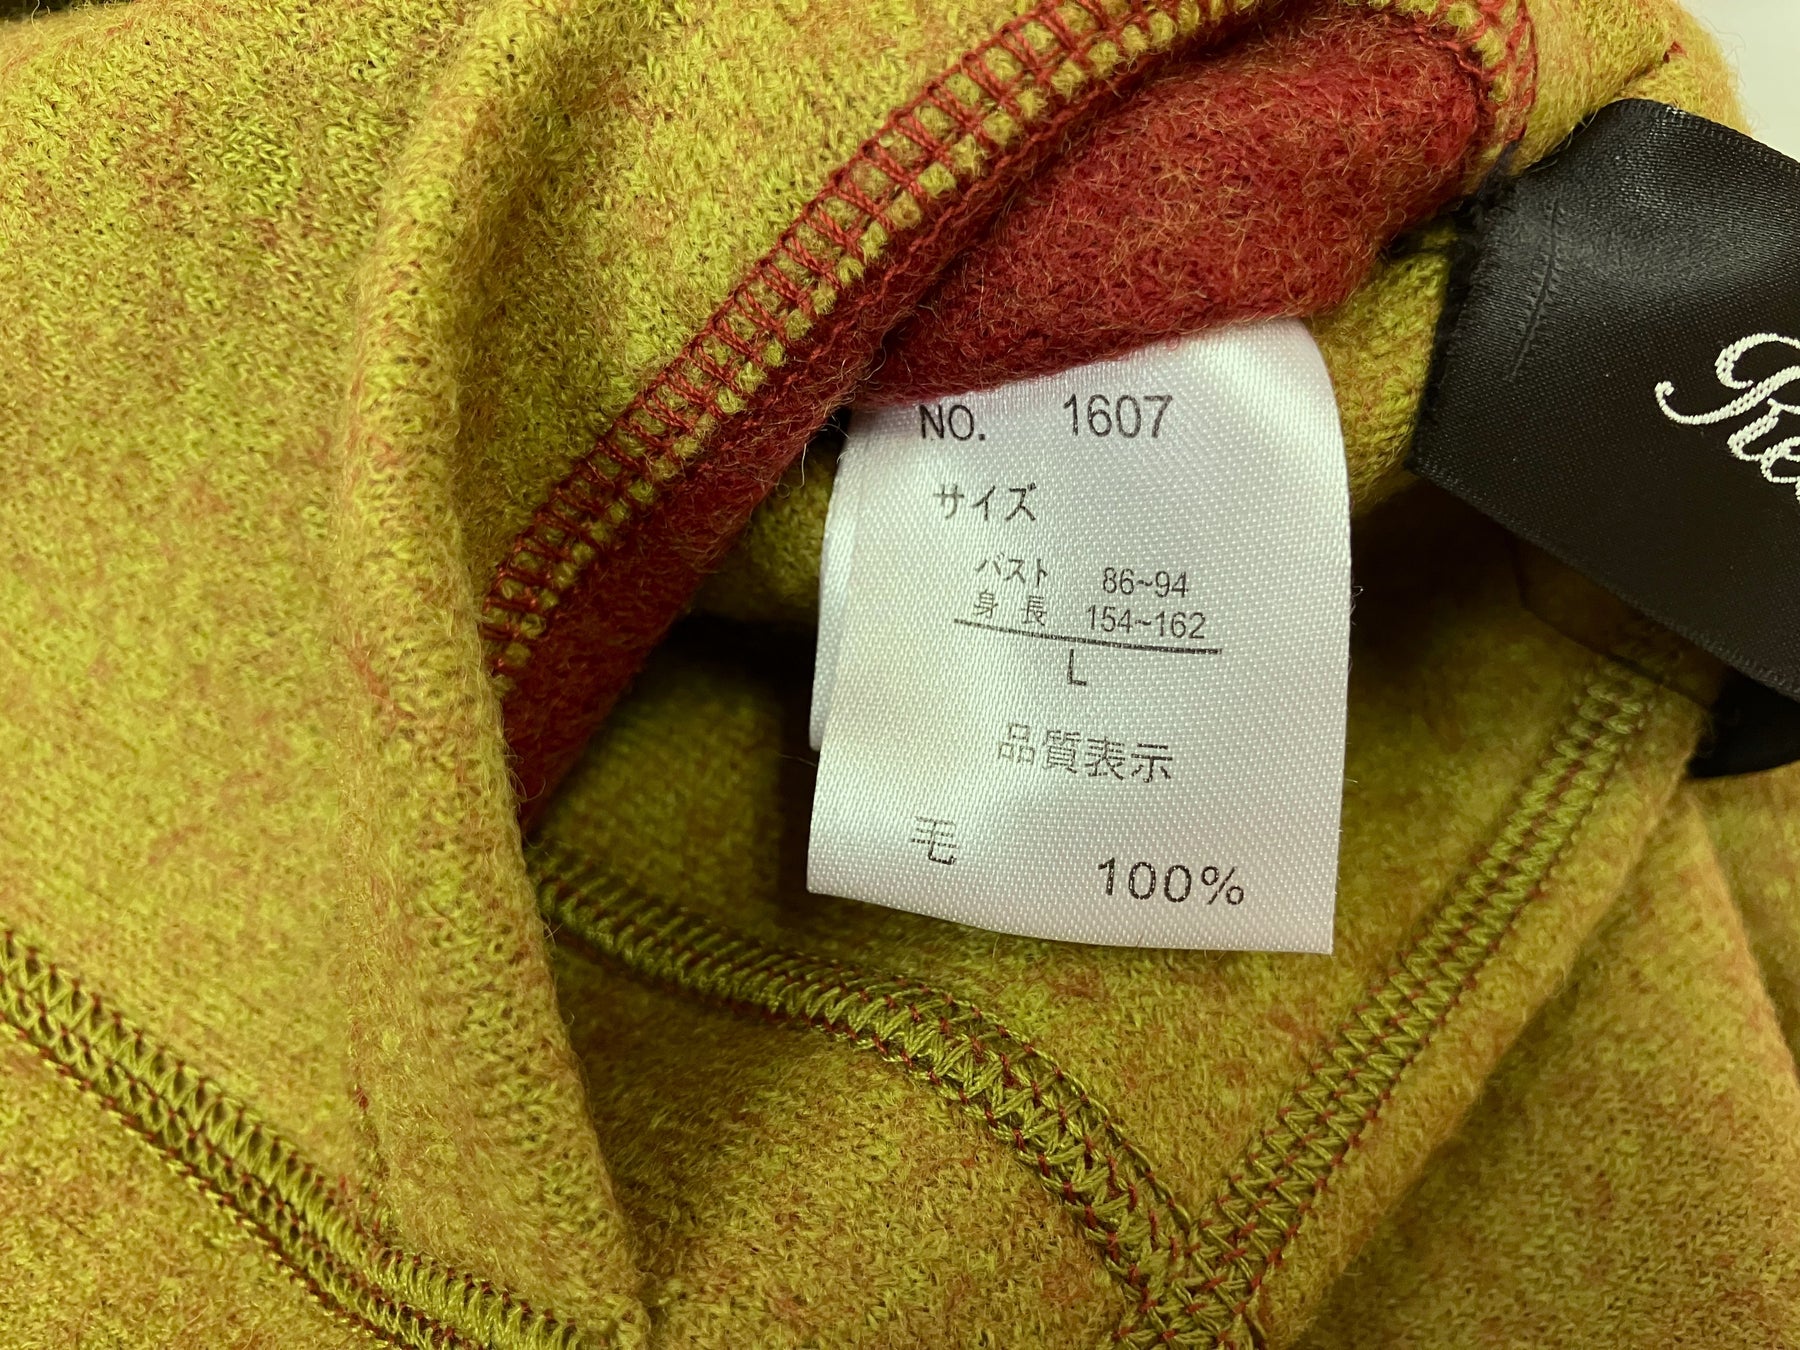 NO. 1607
サイズ
バスト 86~94
身長 154~162
L
品質表示
毛 100%